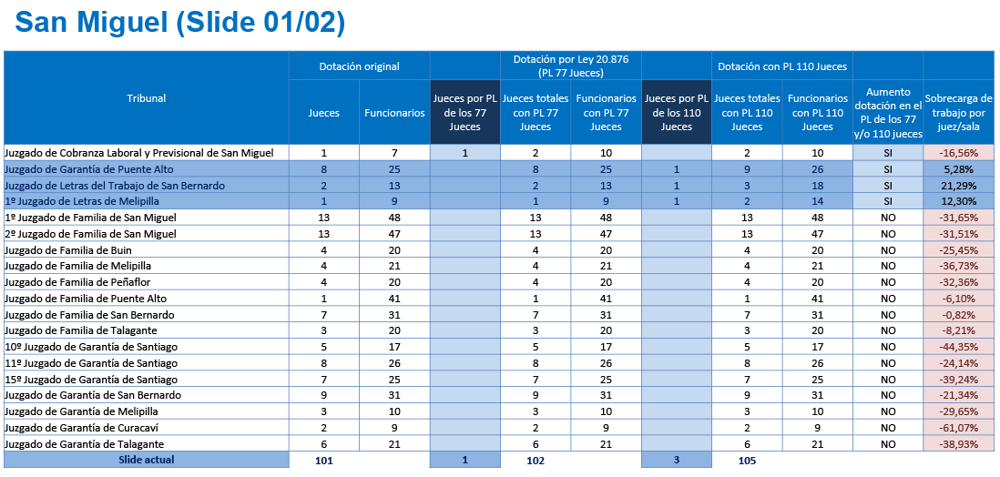 San Miguel (Slide 01/02)
Tribunal | Dotación original | Jueces por PL de los 77 Jueces | Dotación por Ley 20.876 (PL 77 Jueces) | Jueces por PL de los 110 Jueces | Dotación con PL 110 Jueces | Aumento dotación en el PL de los 77 y/o 110 jueces | Sobrecarga de trabajo por juez/sala
Jueces | Funcionarios | Jueces totales con PL 77 Jueces | Funcionarios con PL 77 Jueces | Jueces totales con PL 110 Jueces | Funcionarios con PL 110 Jueces
Juzgado de Cobranza Laboral y Previsional de San Miguel 1 7 1 2 10 2 10 SI -16,56%
Juzgado de Garantía de Puente Alto 8 25 8 25 1 9 26 SI 5,28%
Juzgado de Letras del Trabajo de San Bernardo 2 13 2 13 1 3 18 SI 21,29%
1º Juzgado de Letras de Melipilla 1 9 1 9 1 2 14 SI 12,30%
1º Juzgado de Familia de San Miguel 13 48 13 48 13 48 NO -31,65%
2º Juzgado de Familia de San Miguel 13 47 13 47 13 47 NO -31,51%
Juzgado de Familia de Buin 4 20 4 20 4 20 NO -25,45%
Juzgado de Familia de Melipilla 4 21 4 21 4 21 NO -36,73%
Juzgado de Familia de Peñaflor 4 20 4 20 4 20 NO -32,36%
Juzgado de Familia de Puente Alto 1 41 1 41 1 41 NO -6,10%
Juzgado de Familia de San Bernardo 7 31 7 31 7 31 NO -0,82%
Juzgado de Familia de Talagante 3 20 3 20 3 20 NO -8,21%
10º Juzgado de Garantía de Santiago 5 17 5 17 5 17 NO -44,35%
11º Juzgado de Garantía de Santiago 8 26 8 26 8 26 NO -24,14%
15º Juzgado de Garantía de Santiago 7 25 7 25 7 25 NO -39,24%
Juzgado de Garantía de San Bernardo 9 31 9 31 9 31 NO -21,34%
Juzgado de Garantía de Melipilla 3 10 3 10 3 10 NO -29,65%
Juzgado de Garantía de Curacaví 2 9 2 9 2 9 NO -61,07%
Juzgado de Garantía de Talagante 6 21 6 21 6 21 NO -38,93%
Slide actual 101 1 102 3 105